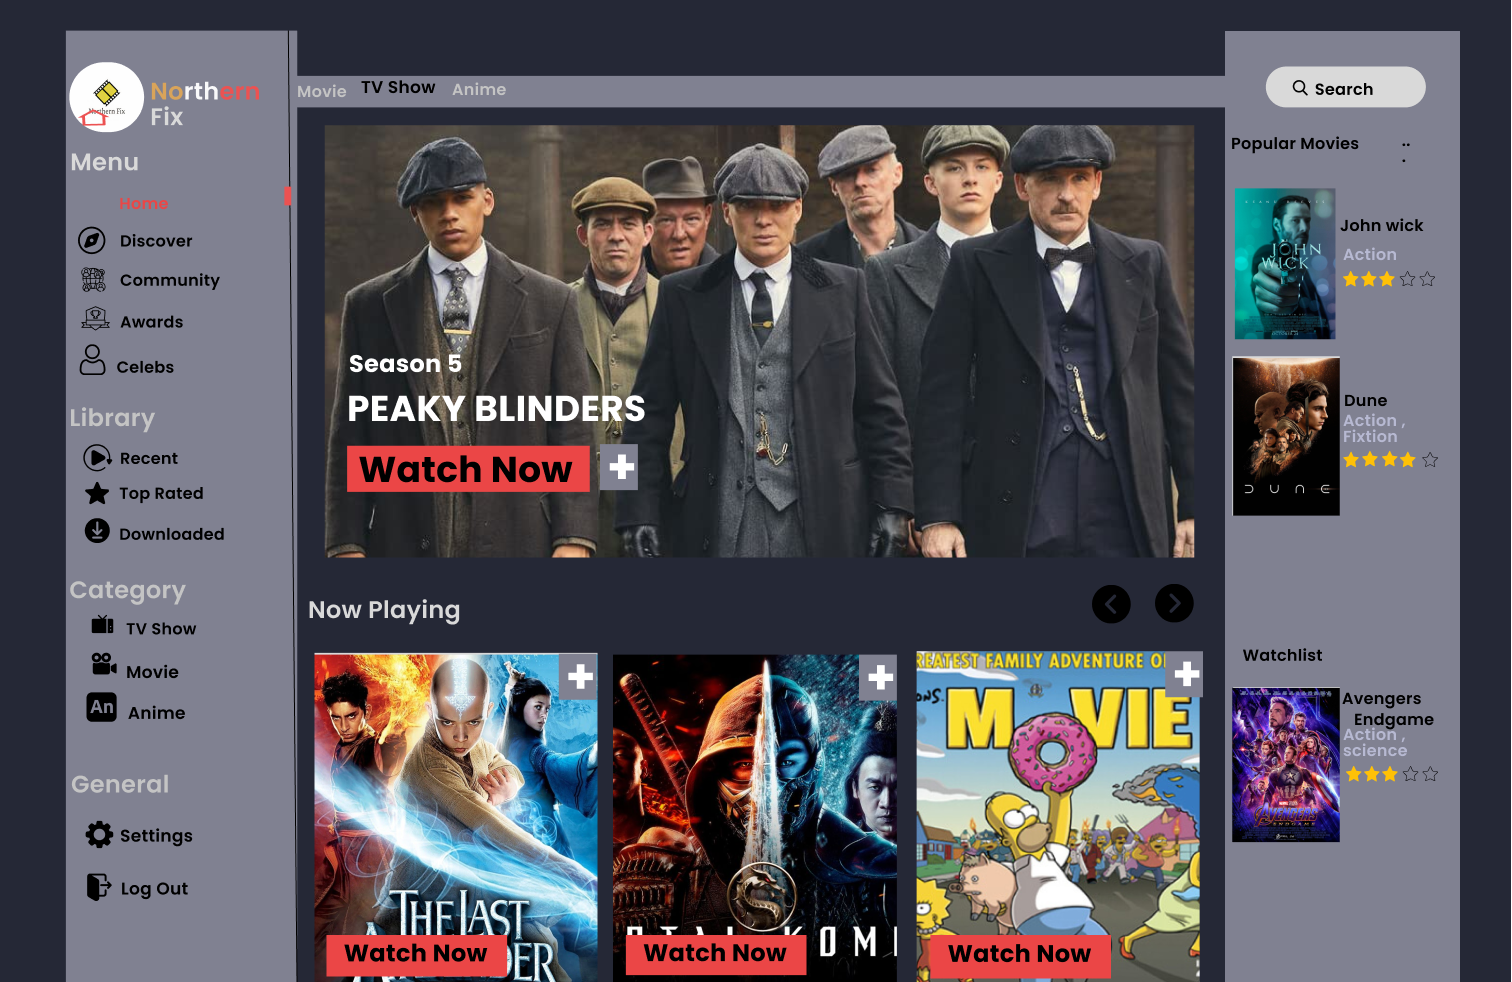 Northern Fix
Northern
Fix
Menu
Home
Discover
Community
Awards
Celebs
Library
Recent
Top Rated
Downloaded
Category
TV Show
Movie
An
Anime
General
Settings
Log Out
Movie
TV Show
Anime
Season 5
PEAKY BLINDERS
Watch Now
Now Playing
THE LAST
Watch Now
Watch Now
REATEST FAMILY ADVENTURE
MOVIE
Watch Now
Search
Popular Movies
JOHN
WICK
John wick
Action
DUNE
Dune
Action ,
Fixtion
Watchlist
AVENGERS
ENDGAME
Avengers
Endgame
Action ,
science